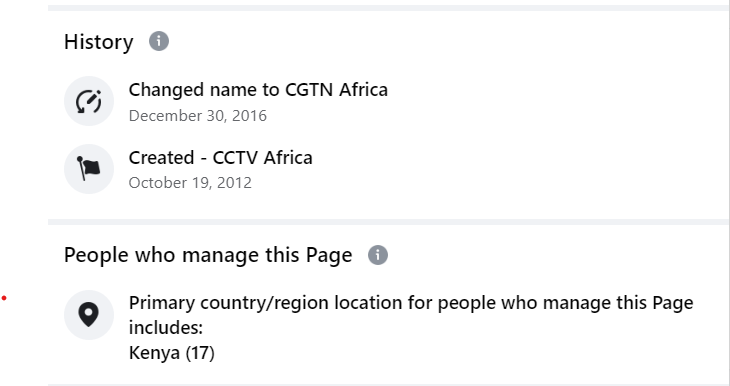 History
Changed name to CGTN Africa
December 30, 2016
Created - CCTV Africa
October 19, 2012
People who manage this Page
Primary country/region location for people who manage this Page
includes:
Kenya (17)